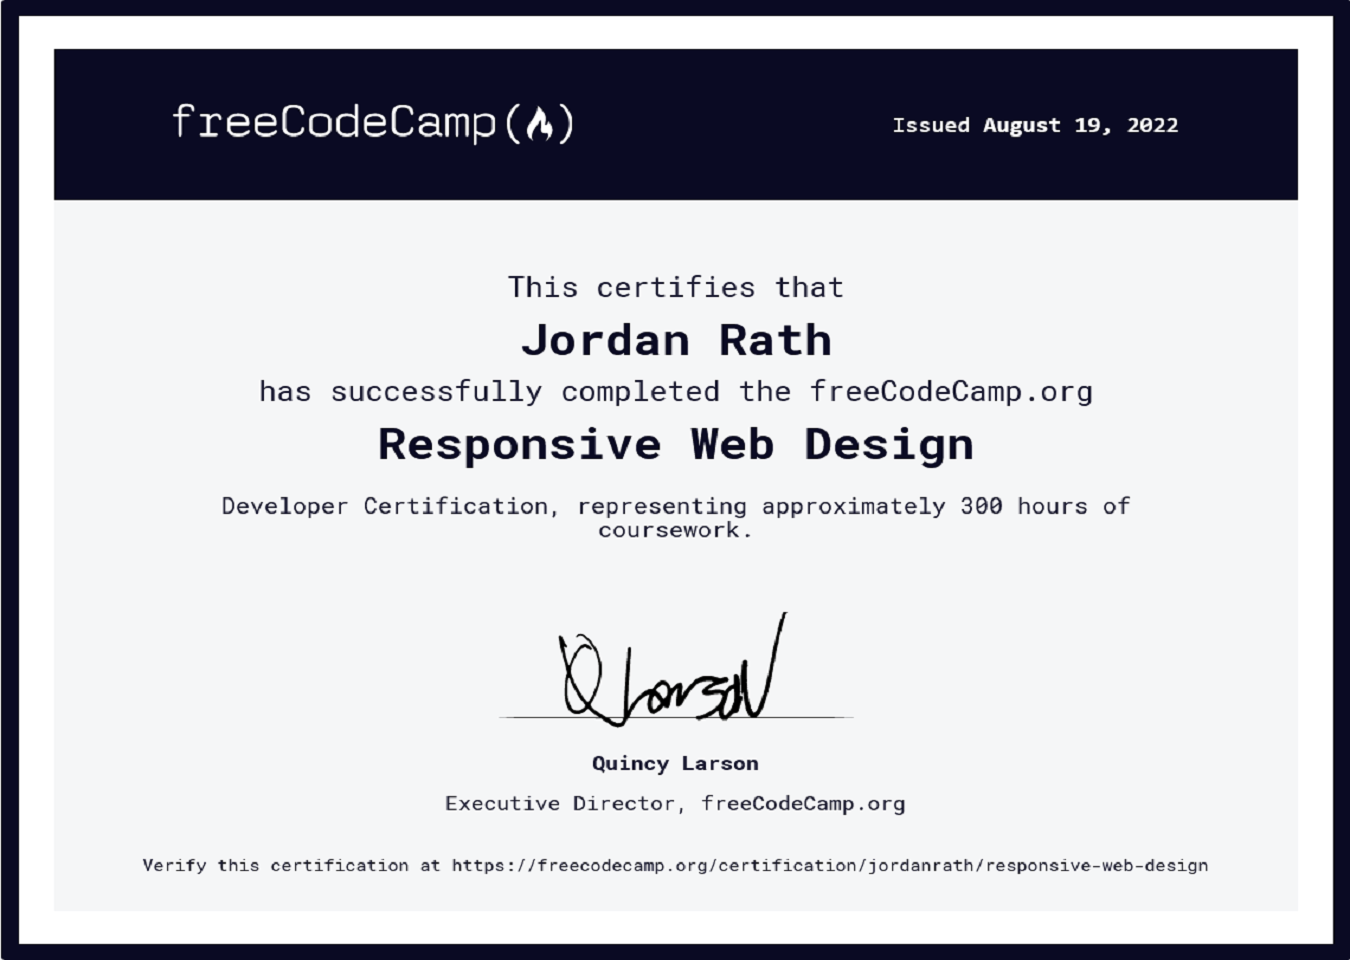 freeCodeCamp(🔥)
Issued August 19, 2022
This certifies that
Jordan Rath
has successfully completed the freeCodeCamp.org
Responsive Web Design
Developer Certification, representing approximately 300 hours of
coursework.
Q Larson
Quincy Larson
Executive Director, freeCodeCamp.org
Verify this certification at https://freecodecamp.org/certification/jordanrath/responsive-web-design